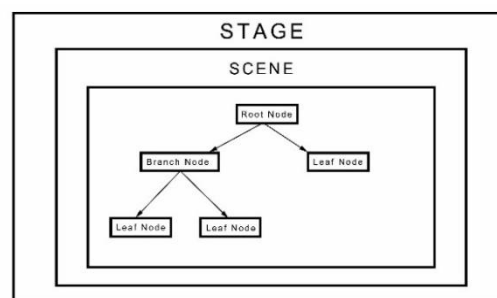 STAGE
SCENE
Root Node
Branch Node
Leaf Node
Leaf Node
Leaf Node